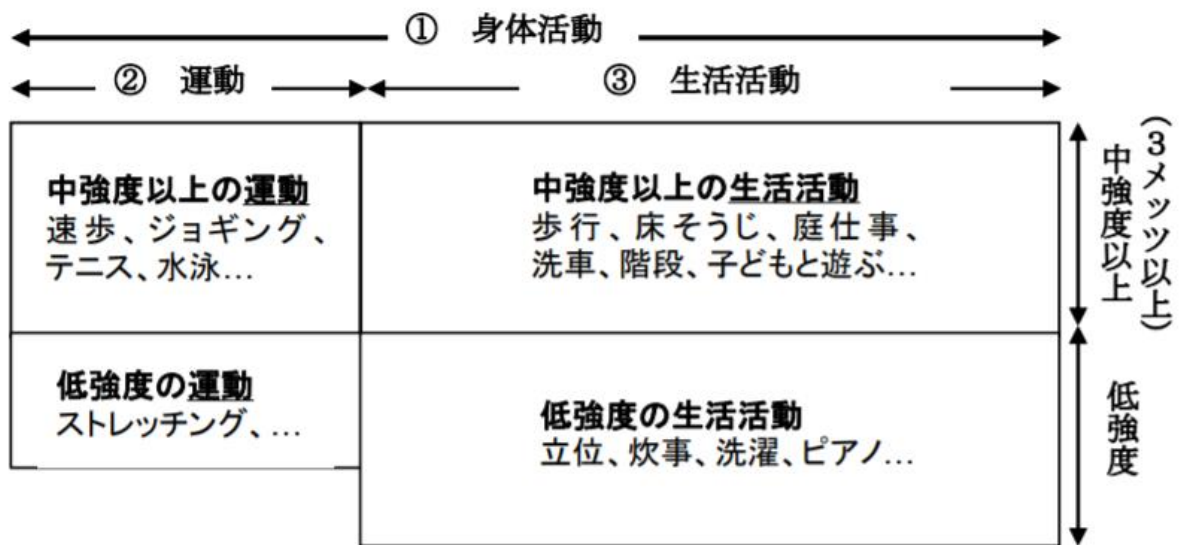 ① 身体活動
② 運動
③ 生活活動
中強度以上の運動
速歩、ジョギング、
テニス、水泳…
中強度以上の生活活動
歩行、床そうじ、庭仕事、
洗車、階段、子どもと遊ぶ…
中強度以上
(3メッツ以上)
低強度の運動
ストレッチング、…
低強度の生活活動
立位、炊事、洗濯、ピアノ…
低強度